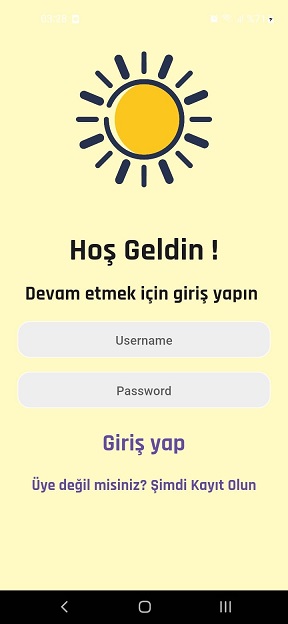 Hoş Geldin !
Devam etmek için giriş yapın
Username
Password
Giriş yap
Üye değil misiniz? Şimdi Kayıt Olun